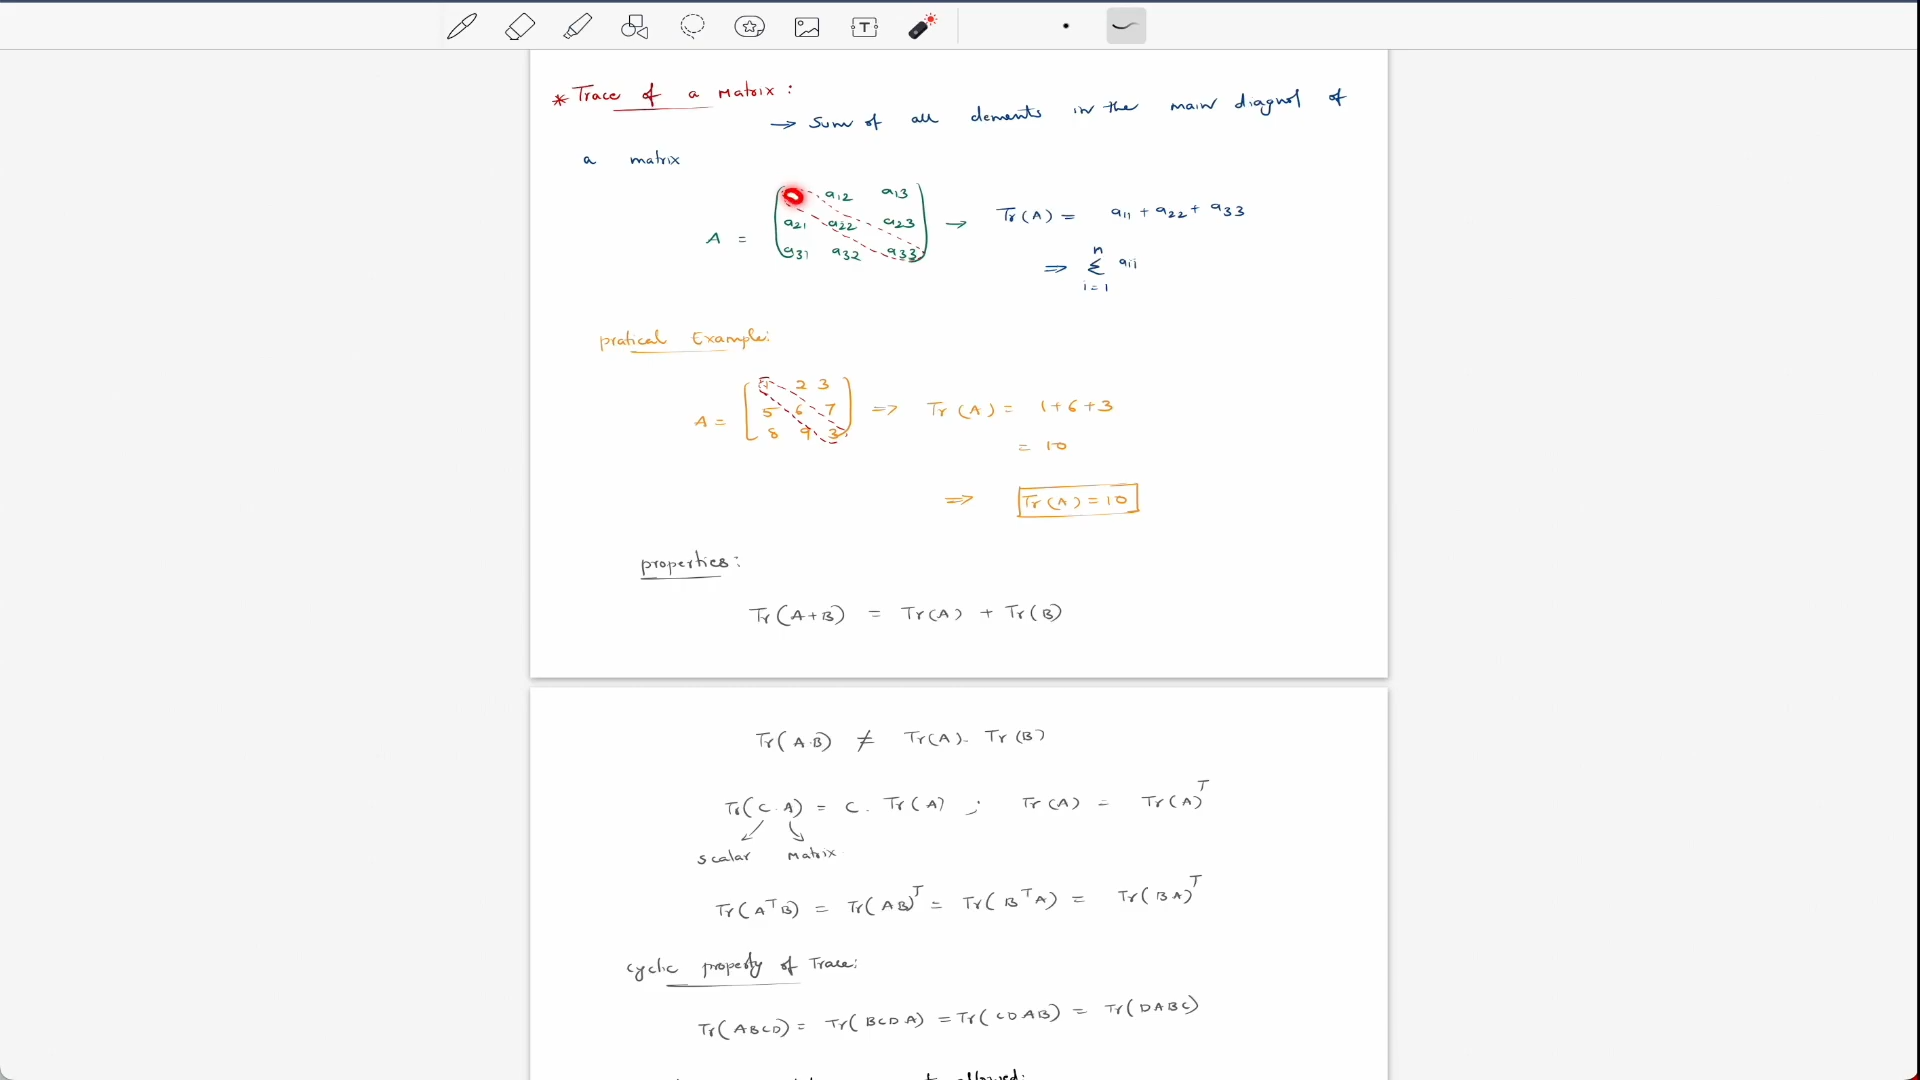 * Trace of a Matrix :
→ Sum of all elements in the main diagnol of
a matrix
A = a12 a13
a21 a22 a23
a31 a32 a33
→ Tr(A) = a11 + a22 + a33
⇒ n Σ i=1 aii
pratical Example:
A = 1 2 3
5 6 7
8 9 3
⇒ Tr (A) = 1+6+3
= 10
⇒ Tr (A) = 10
properties:
Tr(A+B) = Tr(A) + Tr(B)
Tr(A.B) ≠ Tr(A). Tr(B)
Tr(C.A) = C. Tr(A) ; Tr(A) = Tr(A)^T
scalar Matrix
Tr(A^T B) = Tr(AB)^T = Tr(B^T A) = Tr(BA)^T
cyclic property of Trace:
Tr(ABCD) = Tr(BCDA) = Tr(CDAB) = Tr(DABC)
allowed: